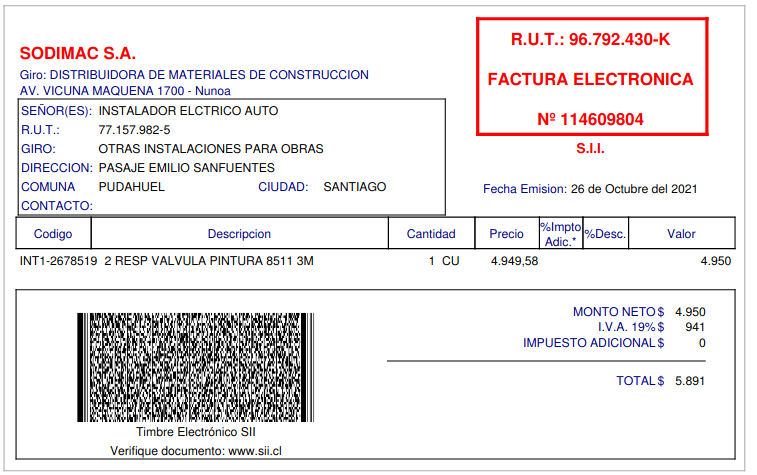 SODIMAC S.A.
Giro: DISTRIBUIDORA DE MATERIALES DE CONSTRUCCION
AV. VICUNA MAQUENA 1700 - Nunoa
R.U.T.: 96.792.430-K
FACTURA ELECTRONICA
Nº 114609804
S.I.I.
SEÑOR(ES): INSTALADOR ELCTRICO AUTO
R.U.T.: 77.157.982-5
GIRO: OTRAS INSTALACIONES PARA OBRAS
DIRECCION: PASAJE EMILIO SANFUENTES
COMUNA PUDAHUEL CIUDAD: SANTIAGO
CONTACTO:
Fecha Emision: 26 de Octubre del 2021
Codigo Descripcion Cantidad Precio %Impto Adic.* %Desc. Valor
INT1-2678519 2 RESP VALVULA PINTURA 8511 3M 1 CU 4.949,58 4.950
MONTO NETO $ 4.950
I.V.A. 19% $ 941
IMPUESTO ADICIONAL $ 0
TOTAL $ 5.891
Timbre Electrónico SII
Verifique documento: www.sii.cl